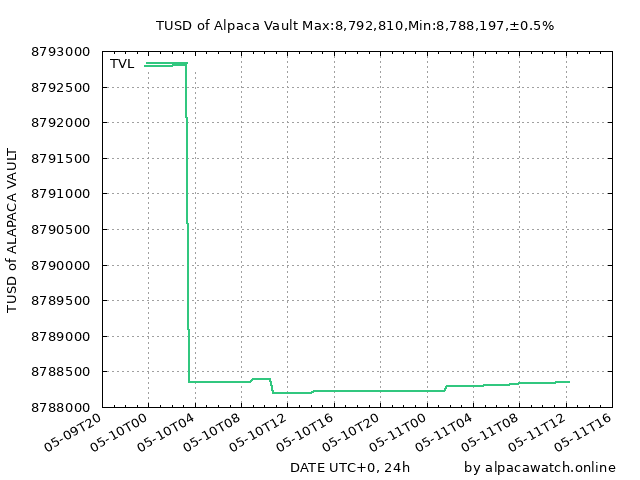 TUSD of Alpaca Vault Max:8,792,810,Min:8,788,197,±0.5%
TVL
8793000
8792500
8792000
8791500
8791000
8790500
8790000
8789500
8789000
8788500
8788000
TUSD of ALAPACA VAULT
05-09T20
05-10T00
05-10T04
05-10T08
05-10T12
05-10T16
05-10T20
05-11T00
05-11T04
05-11T08
05-11T12
05-11T16
DATE UTC+0, 24h
by alpacawatch.online